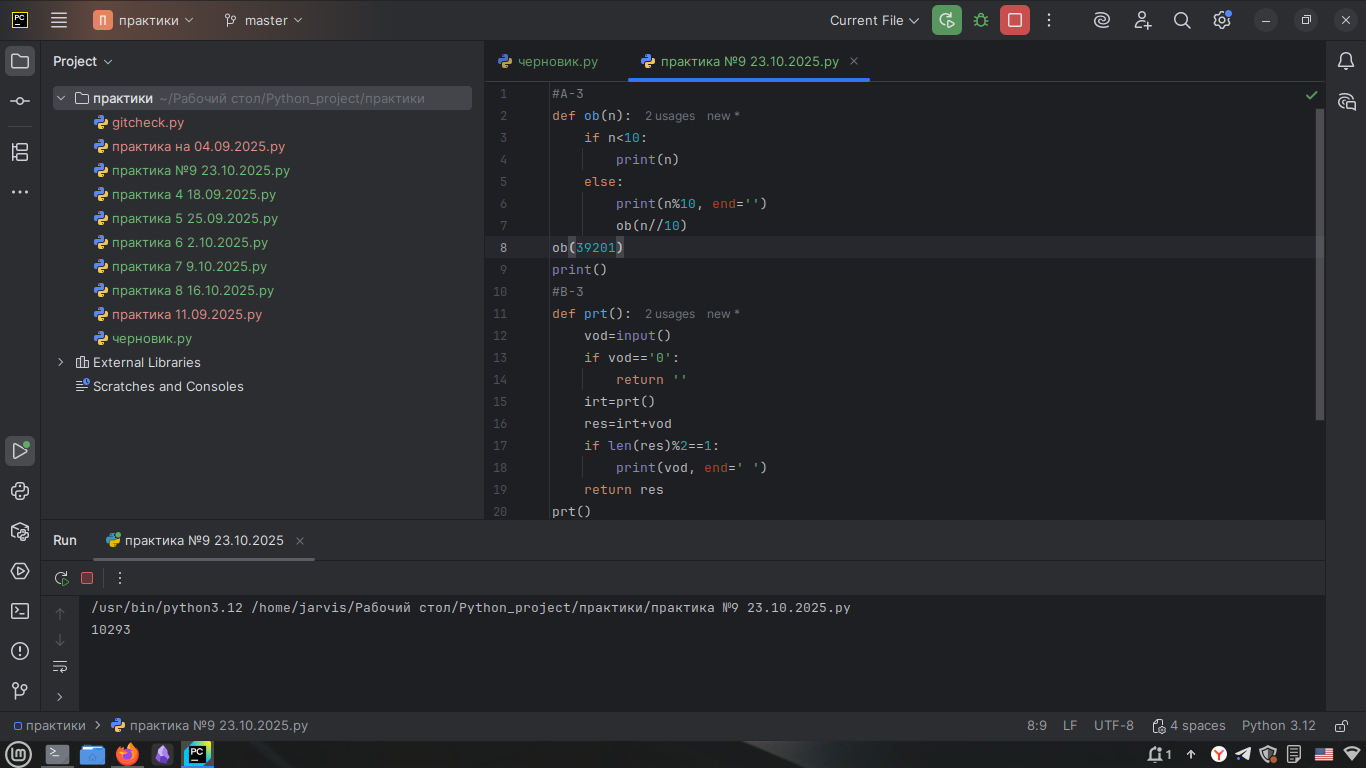 PC П практики master Current File
Project
черновик.py практика №9 23.10.2025.py
практики ~/Рабочий стол/Python_project/практики
gitcheck.py
практика на 04.09.2025.py
практика №9 23.10.2025.py
практика 4 18.09.2025.py
практика 5 25.09.2025.py
практика 6 2.10.2025.py
практика 7 9.10.2025.py
практика 8 16.10.2025.py
практика 11.09.2025.py
черновик.py
External Libraries
Scratches and Consoles
1 #A-3
2 def ob(n): 2 usages new *
3 if n<10:
4 print(n)
5 else:
6 print(n%10, end='')
7 ob(n//10)
8 ob(39201)
9 print()
10 #B-3
11 def prt(): 2 usages new *
12 vod=input()
13 if vod=='0':
14 return ''
15 irt=prt()
16 res=irt+vod
17 if len(res)%2==1:
18 print(vod, end=' ')
19 return res
20 prt()
Run практика №9 23.10.2025
/usr/bin/python3.12 /home/jarvis/Рабочий стол/Python_project/практики/практика №9 23.10.2025.py
10293
практики практика №9 23.10.2025.py 8:9 LF UTF-8 4 spaces Python 3.12
PC 1